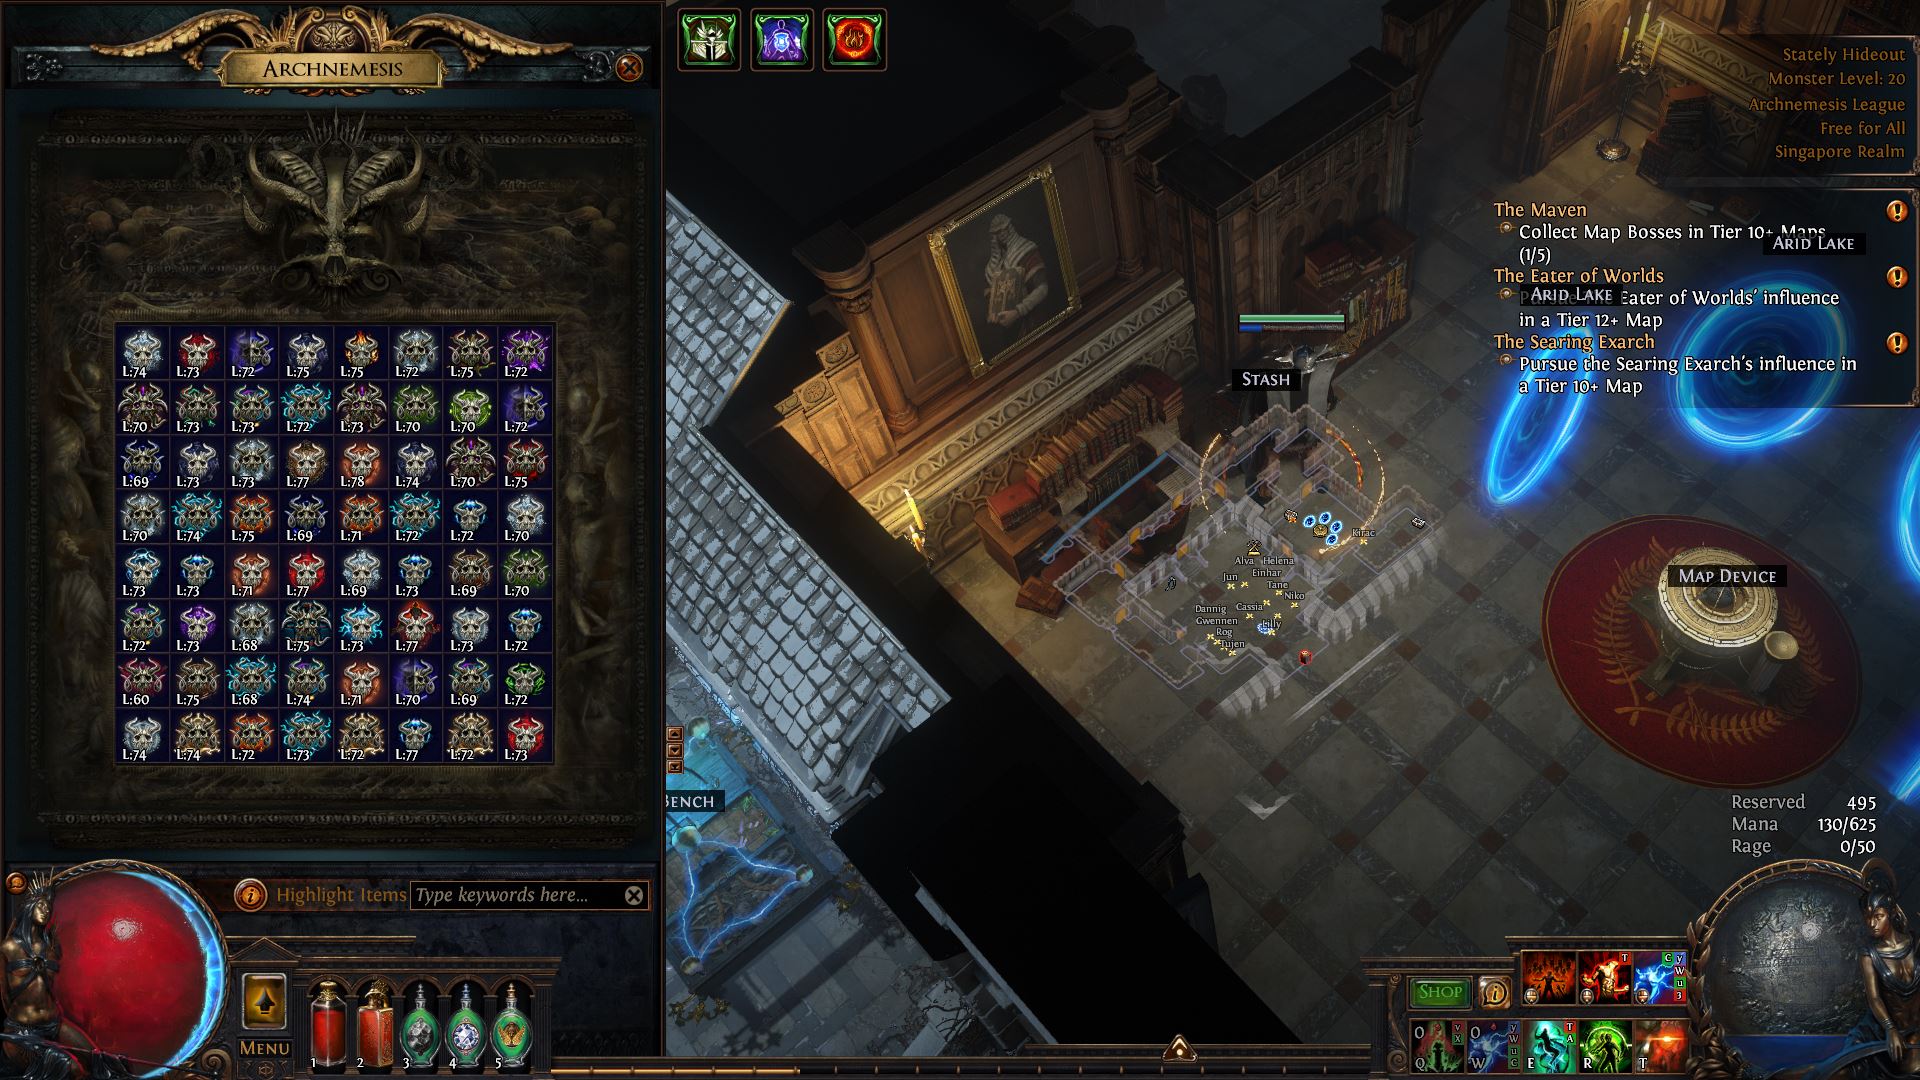 ARCHNEMESIS
L:74 L:73 L:72 L:75 L:75 L:72 L:75 L:72
L:70 L:73 L:73 L:72 L:73 L:70 L:70 L:72
L:69 L:73 L:73 L:77 L:78 L:74 L:70 L:75
L:70 L:74 L:75 L:69 L:71 L:72 L:72 L:70
L:73 L:73 L:71 L:77 L:69 L:73 L:69 L:70
L:72 L:73 L:68 L:75 L:73 L:77 L:73 L:72
L:60 L:75 L:68 L:74 L:71 L:70 L:69 L:72
L:74 L:74 L:72 L:73 L:72 L:77 L:72 L:73
Highlight Items Type keywords here...
MENU
1 2 3 4 5
Stately Hideout
Monster Level: 20
Archnemesis League
Free for All
Singapore Realm
The Maven
Collect Map Bosses in Tier 10+ Maps
(1/5)
ARID LAKE
The Eater of Worlds
ARID LAKE
Eater of Worlds' influence
in a Tier 12+ Map
The Searing Exarch
Pursue the Searing Exarch's influence in
a Tier 10+ Map
STASH
Kirac
Alva Helena
Einhar
Jun
Tane
Niko
Dannig Cassia
Gwennen Lilly
Rog
Tujen
MAP DEVICE
BENCH
Reserved 495
Mana 130/625
Rage 0/50
SHOP
T C y W u 3
O v X O y W u C T A
Q W E R T